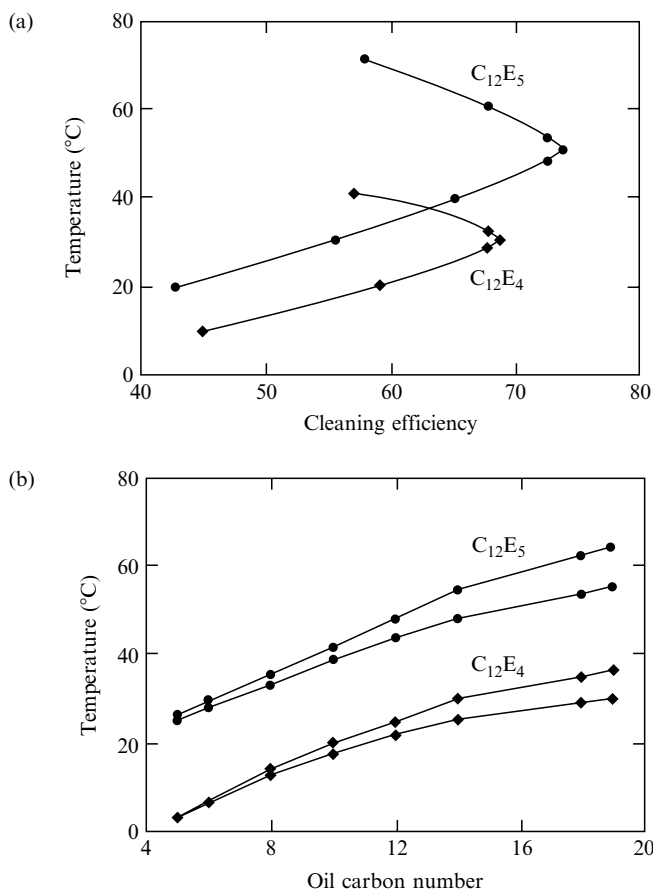 (a)
80
60
40
20
0
Temperature (°C)
C₁₂E₅
C₁₂E₄
40 50 60 70 80
Cleaning efficiency
(b)
80
60
40
20
0
Temperature (°C)
C₁₂E₅
C₁₂E₄
4 8 12 16 20
Oil carbon number